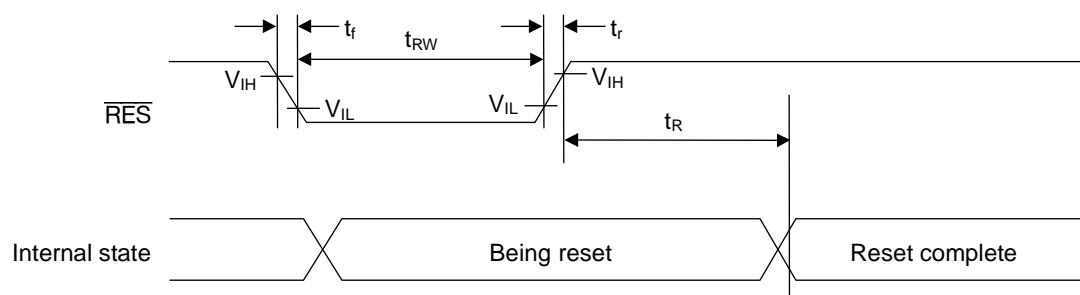 tf
tRW
tr
VIH
VIL
VIL
VIH
RES
tR
Internal state
Being reset
Reset complete